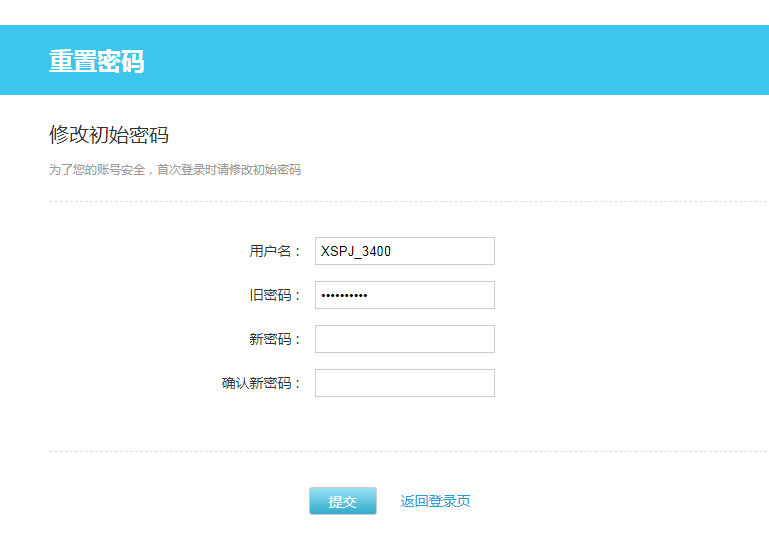 重置密码
修改初始密码
为了您的账号安全，首次登录时请修改初始密码
用户名： XSPJ_3400
旧密码： ••••••••••
新密码：
确认新密码：
提交 返回登录页